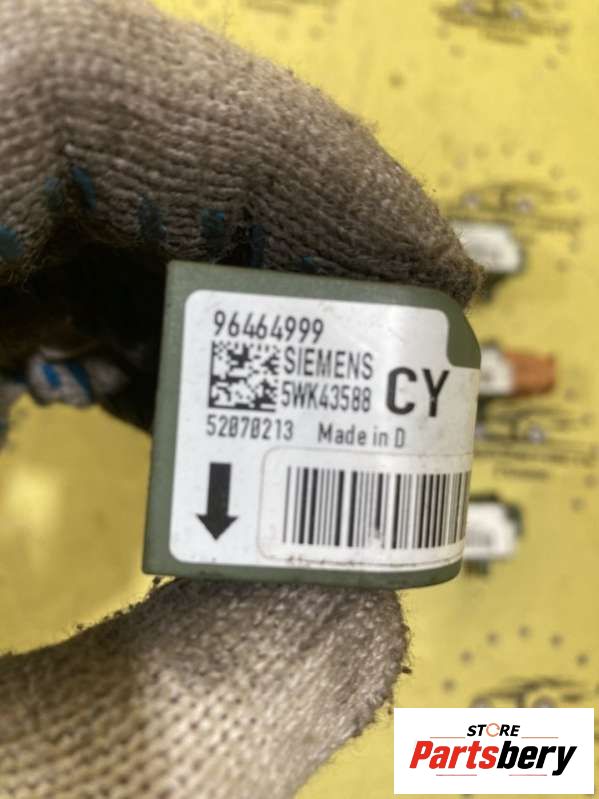 96464999
SIEMENS
5WK43588
CY
52070213 Made in D
STORE
Partsbery